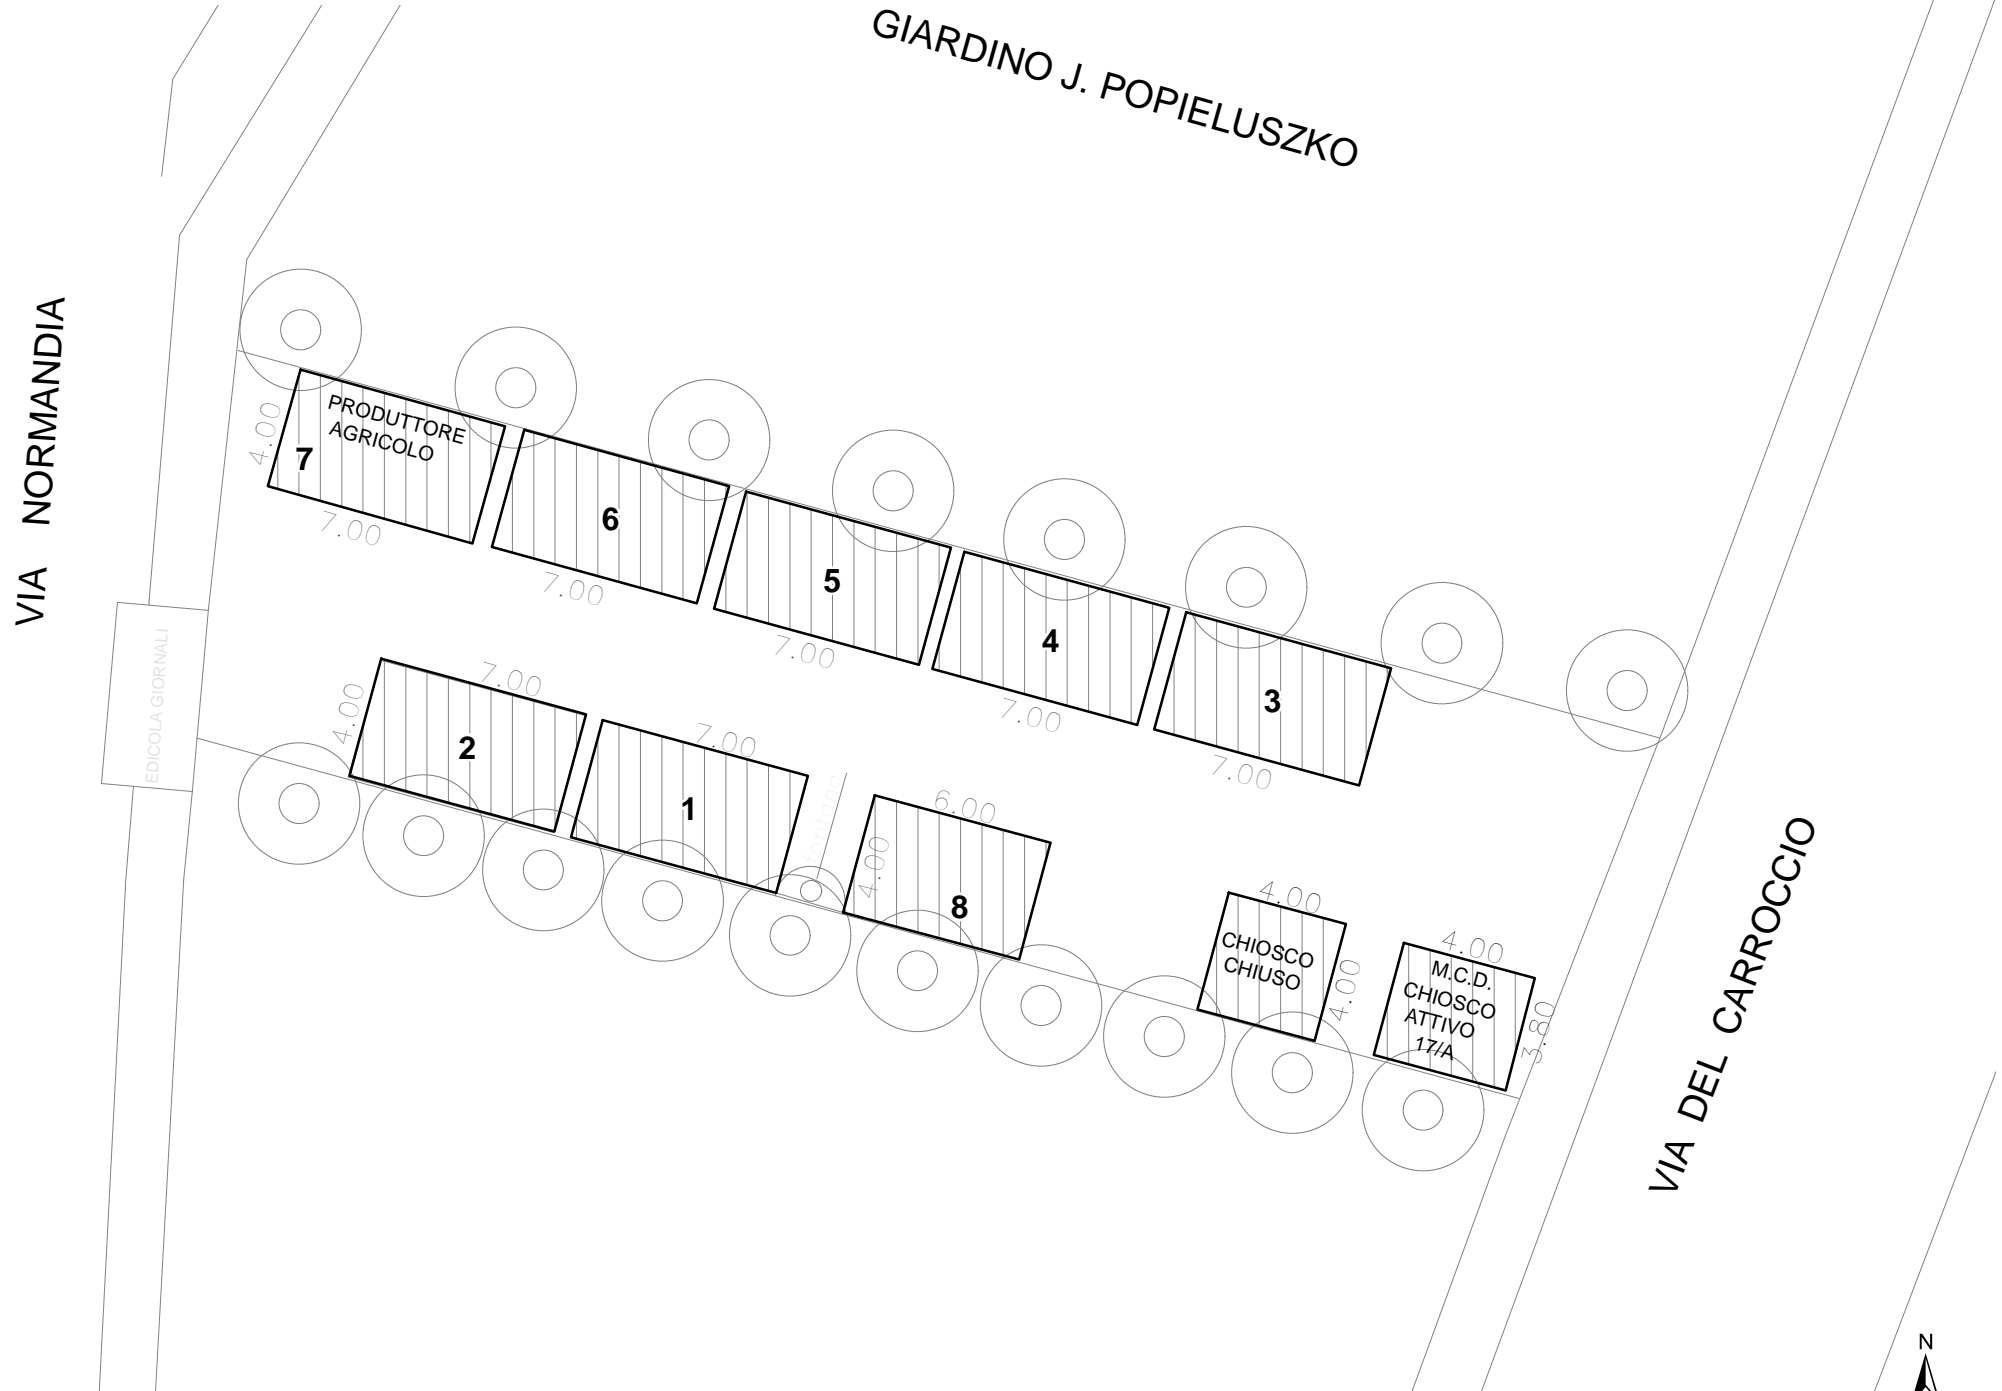 GIARDINO J. POPIELUSZKO
VIA NORMANDIA
PRODUTTORE
AGRICOLO
7
4.00
7.00
6
7.00
5
7.00
4
7.00
3
7.00
EDICOLA GIORNALI
2
4.00
7.00
1
7.00
fontana
8
4.00
6.00
CHIOSCO
CHIUSO
4.00
4.00
M.C.D.
CHIOSCO
ATTIVO
17/A
4.00
3.80
VIA DEL CARROCCIO
N